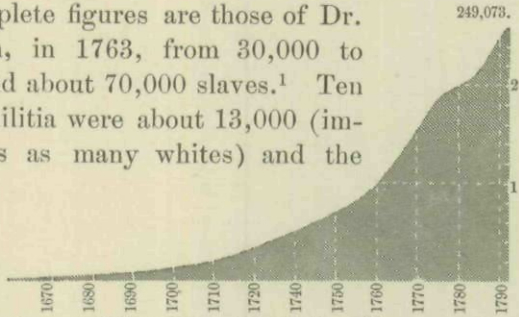 plete figures are those of Dr.
, in 1763, from 30,000 to
d about 70,000 slaves.¹ Ten
ilitia were about 13,000 (im-
s as many whites) and the
249,073.
2
1
1670 1680 1690 1700 1710 1720 1740 1750 1760 1770 1780 1790